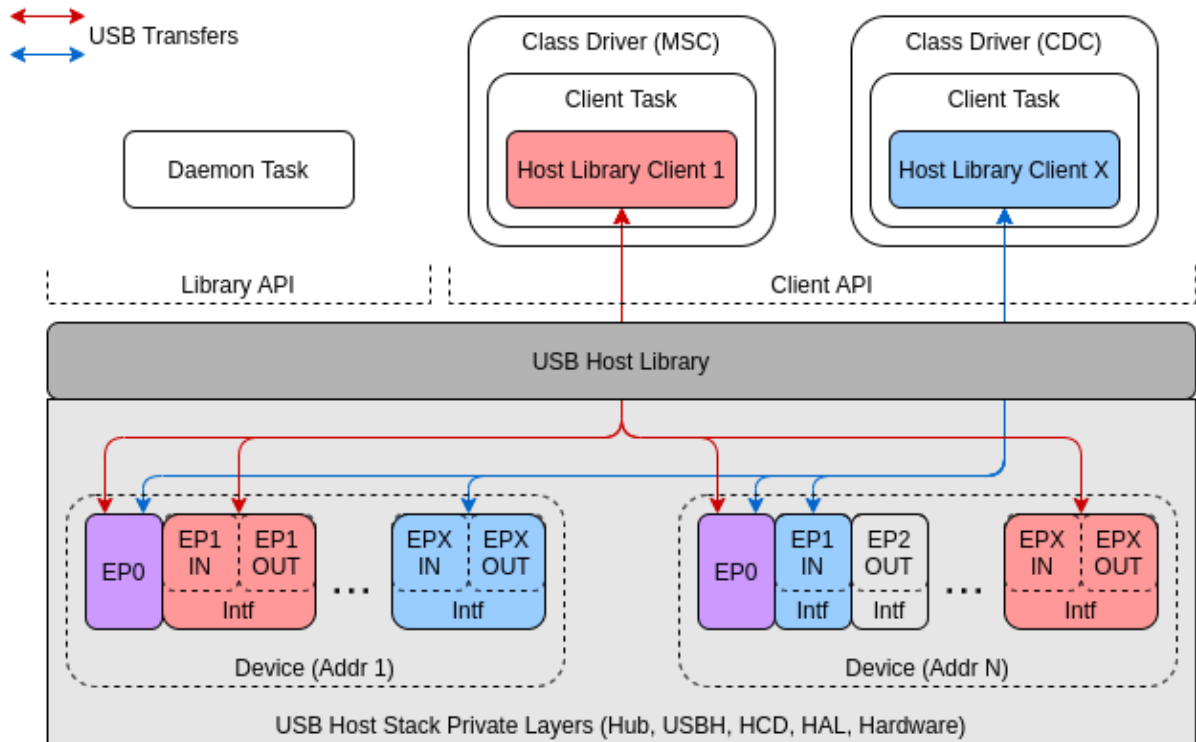 USB Transfers
Class Driver (MSC)
Class Driver (CDC)
Client Task
Client Task
Daemon Task
Host Library Client 1
Host Library Client X
Library API
Client API
USB Host Library
EP0
EP1
IN
EP1
OUT
Intf
...
EPX
IN
EPX
OUT
Intf
Device (Addr 1)
EP0
EP1
IN
Intf
EP2
OUT
Intf
...
EPX
IN
EPX
OUT
Intf
Device (Addr N)
USB Host Stack Private Layers (Hub, USBH, HCD, HAL, Hardware)